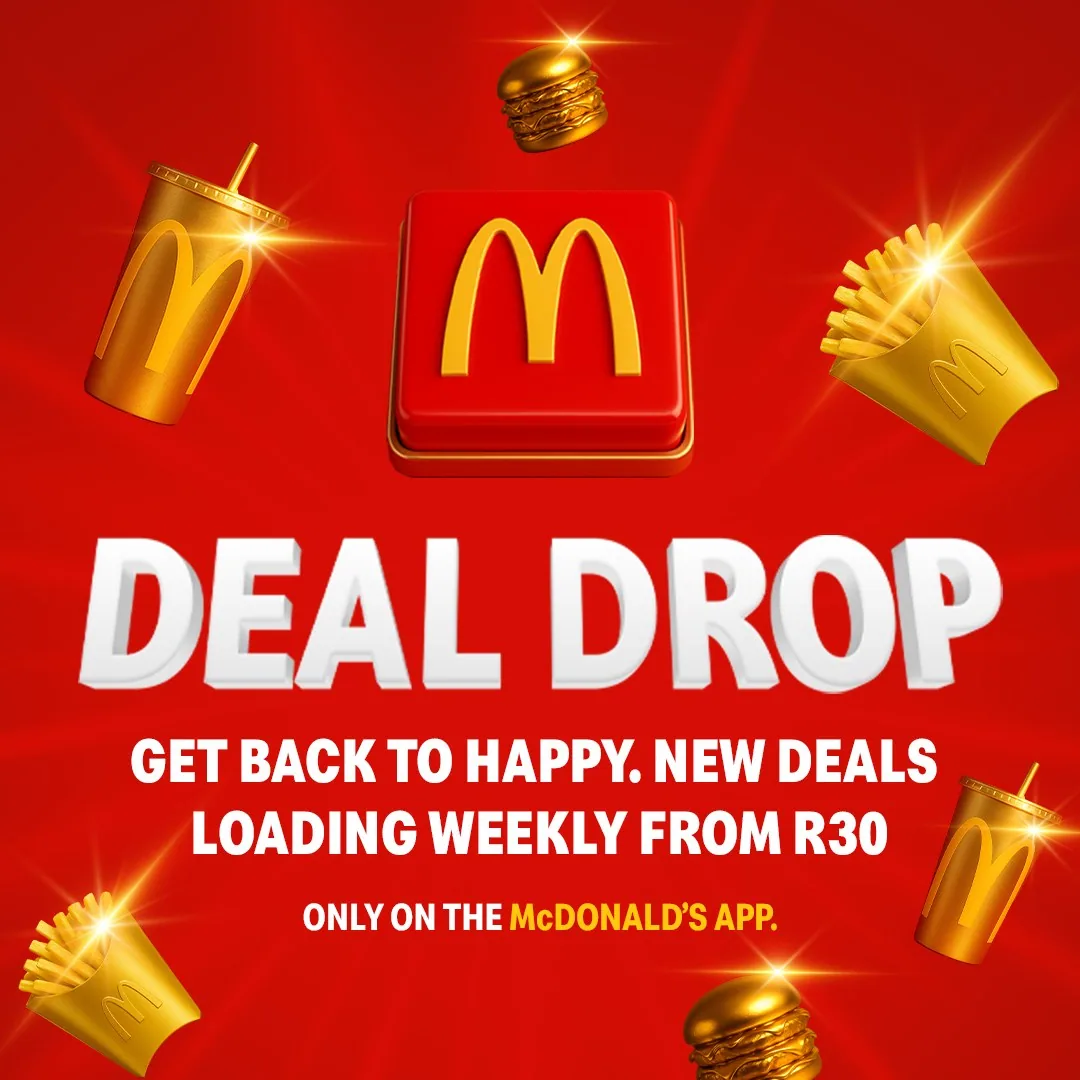 DEAL DROP
GET BACK TO HAPPY. NEW DEALS
LOADING WEEKLY FROM R30
ONLY ON THE McDONALD'S APP.